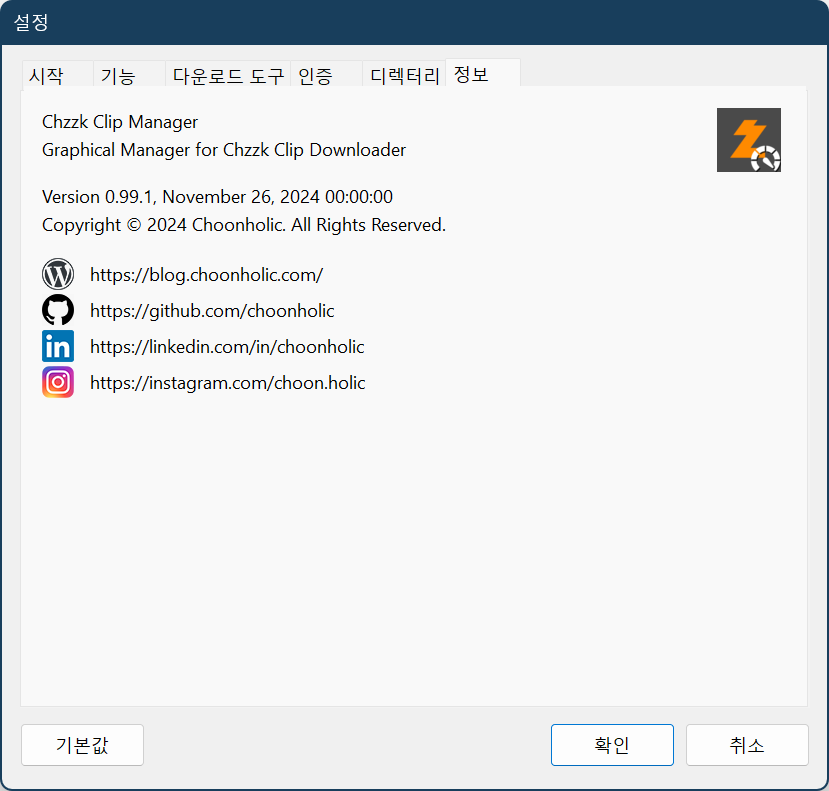 설정
시작 기능 다운로드 도구 인증 디렉터리 정보
Chzzk Clip Manager
Graphical Manager for Chzzk Clip Downloader
Version 0.99.1, November 26, 2024 00:00:00
Copyright © 2024 Choonholic. All Rights Reserved.
https://blog.choonholic.com/
https://github.com/choonholic
https://linkedin.com/in/choonholic
https://instagram.com/choon.holic
기본값 확인 취소